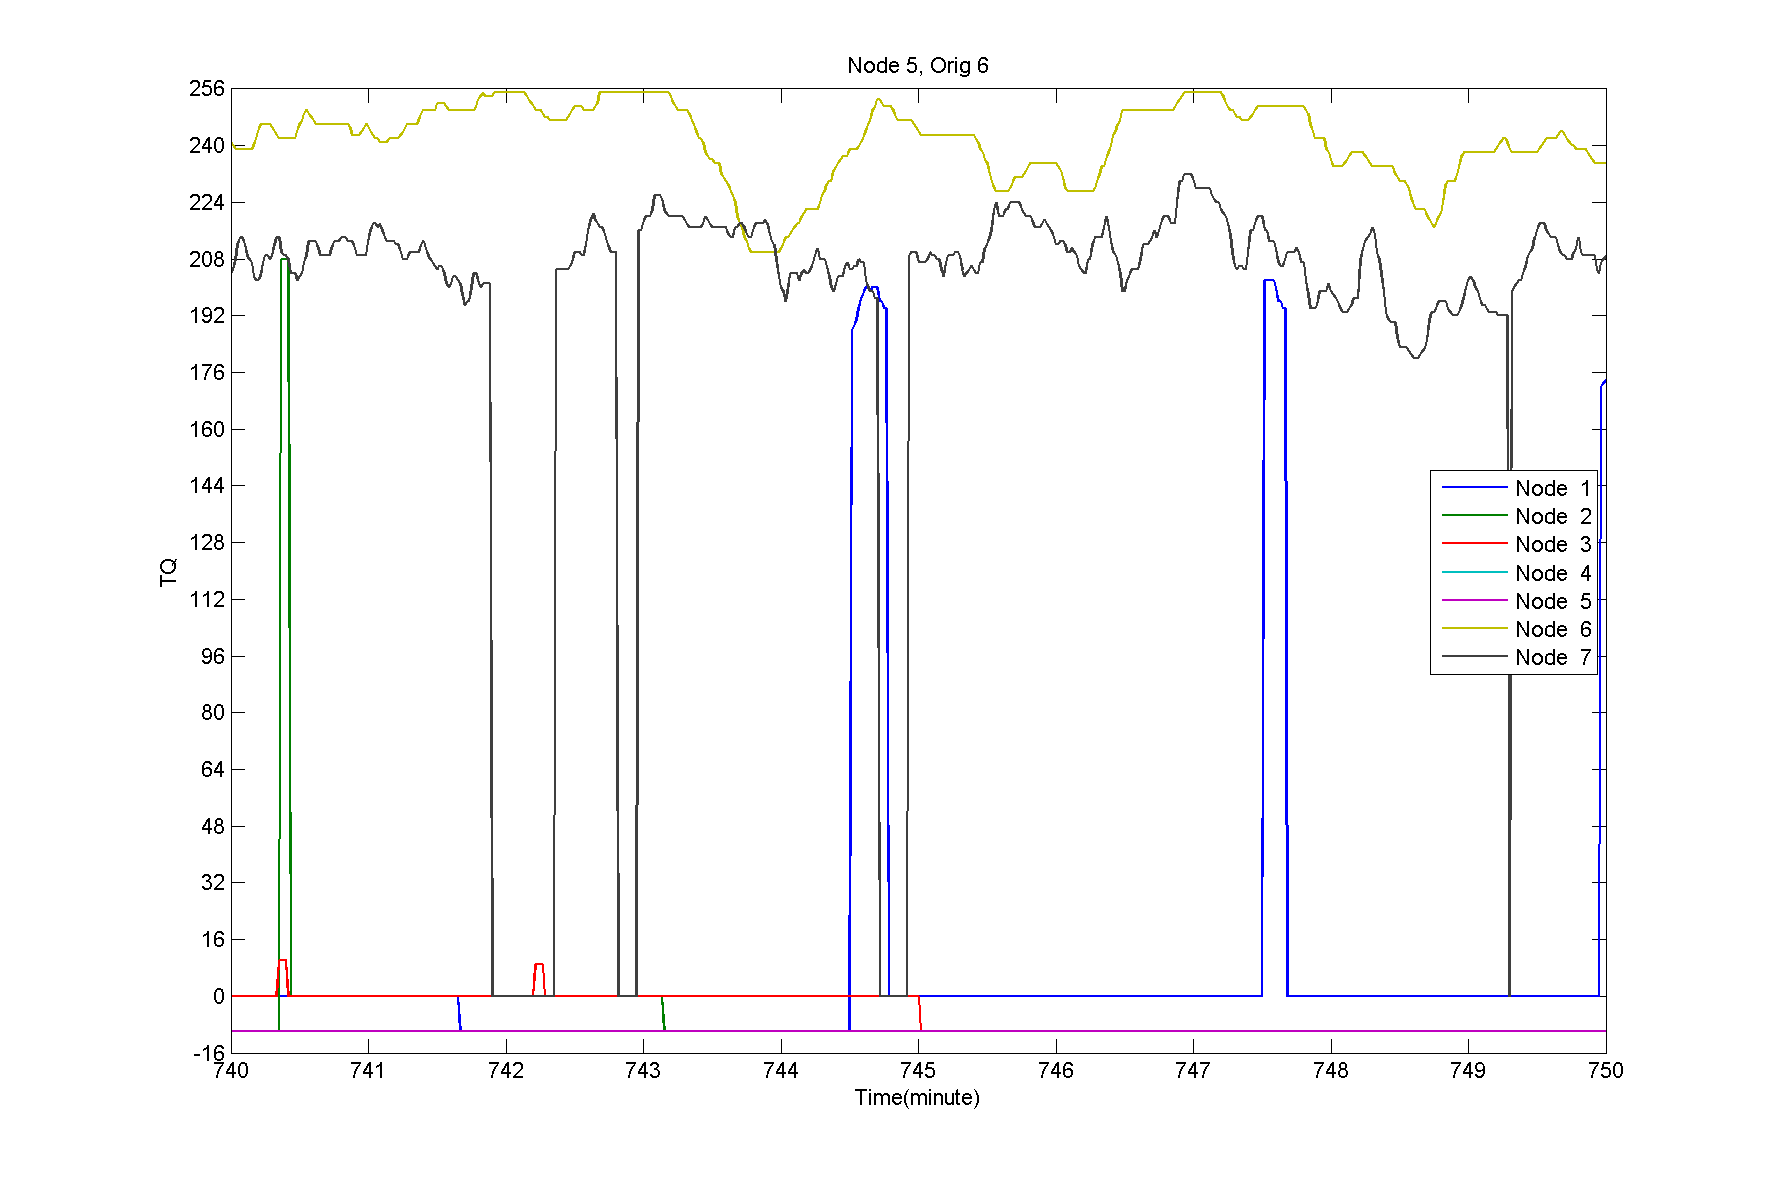 Node 5, Orig 6
256
240
224
208
192
176
160
144
128
112
96
80
64
48
32
16
0
-16
TQ
740 741 742 743 744 745 746 747 748 749 750
Time(minute)
Node 1
Node 2
Node 3
Node 4
Node 5
Node 6
Node 7